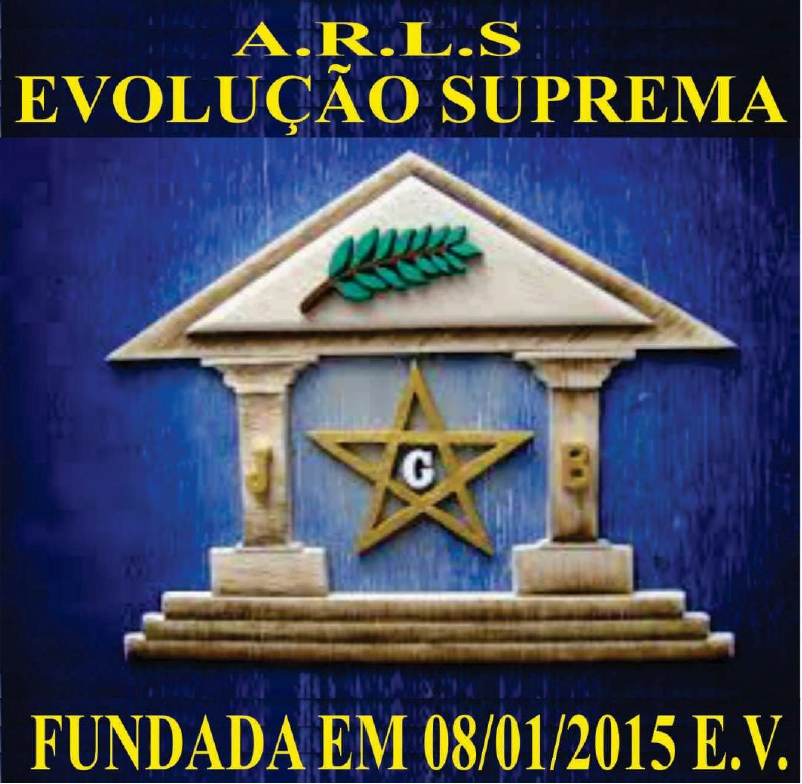 A.R.L.S
EVOLUÇÃO SUPREMA
J G B
FUNDADA EM 08/01/2015 E.V.